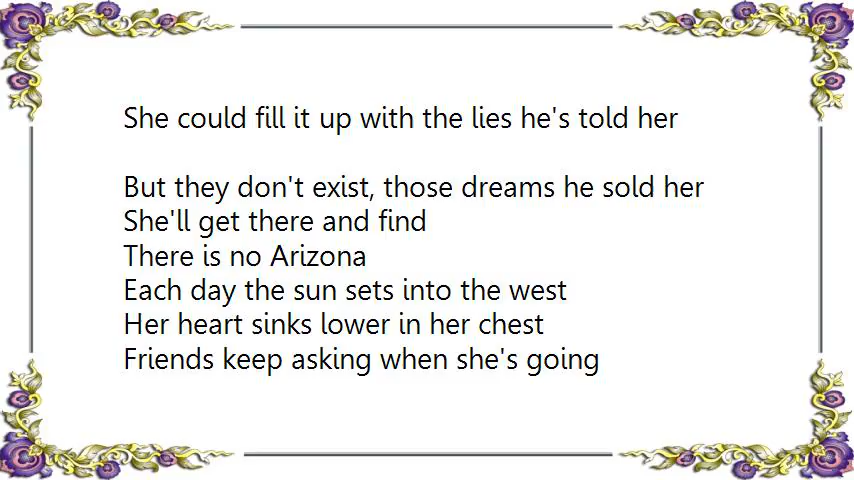 She could fill it up with the lies he's told her
But they don't exist, those dreams he sold her
She'll get there and find
There is no Arizona
Each day the sun sets into the west
Her heart sinks lower in her chest
Friends keep asking when she's going